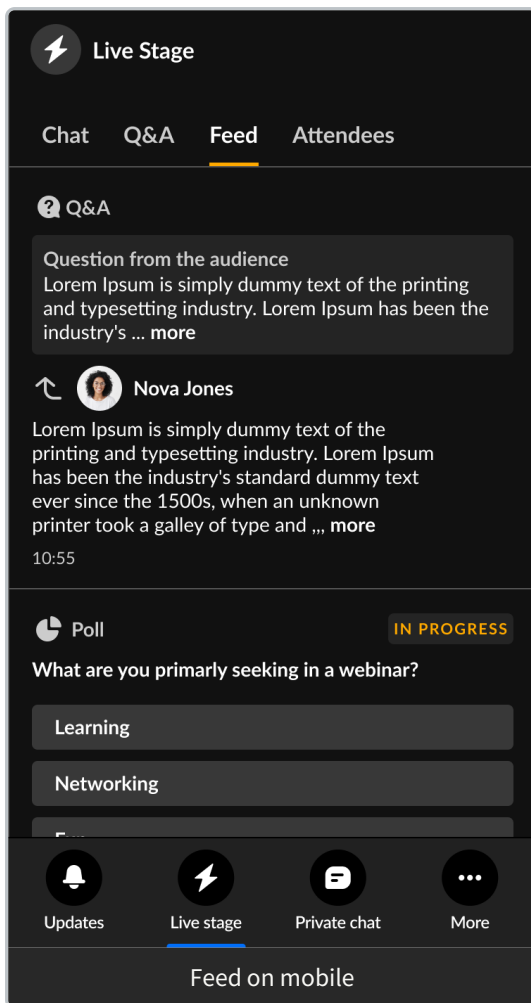 Live Stage
Chat Q&A Feed Attendees
Q&A
Question from the audience
Lorem Ipsum is simply dummy text of the printing
and typesetting industry. Lorem Ipsum has been the
industry's ... more
Nova Jones
Lorem Ipsum is simply dummy text of the
printing and typesetting industry. Lorem Ipsum
has been the industry's standard dummy text
ever since the 1500s, when an unknown
printer took a galley of type and ,,, more
10:55
Poll IN PROGRESS
What are you primarly seeking in a webinar?
Learning
Networking
Updates Live stage Private chat More
Feed on mobile